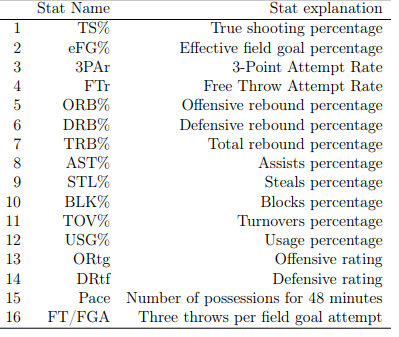 Stat Name Stat explanation
1 TS% True shooting percentage
2 eFG% Effective field goal percentage
3 3PAr 3-Point Attempt Rate
4 FTr Free Throw Attempt Rate
5 ORB% Offensive rebound percentage
6 DRB% Defensive rebound percentage
7 TRB% Total rebound percentage
8 AST% Assists percentage
9 STL% Steals percentage
10 BLK% Blocks percentage
11 TOV% Turnovers percentage
12 USG% Usage percentage
13 ORtg Offensive rating
14 DRtf Defensive rating
15 Pace Number of possessions for 48 minutes
16 FT/FGA Three throws per field goal attempt